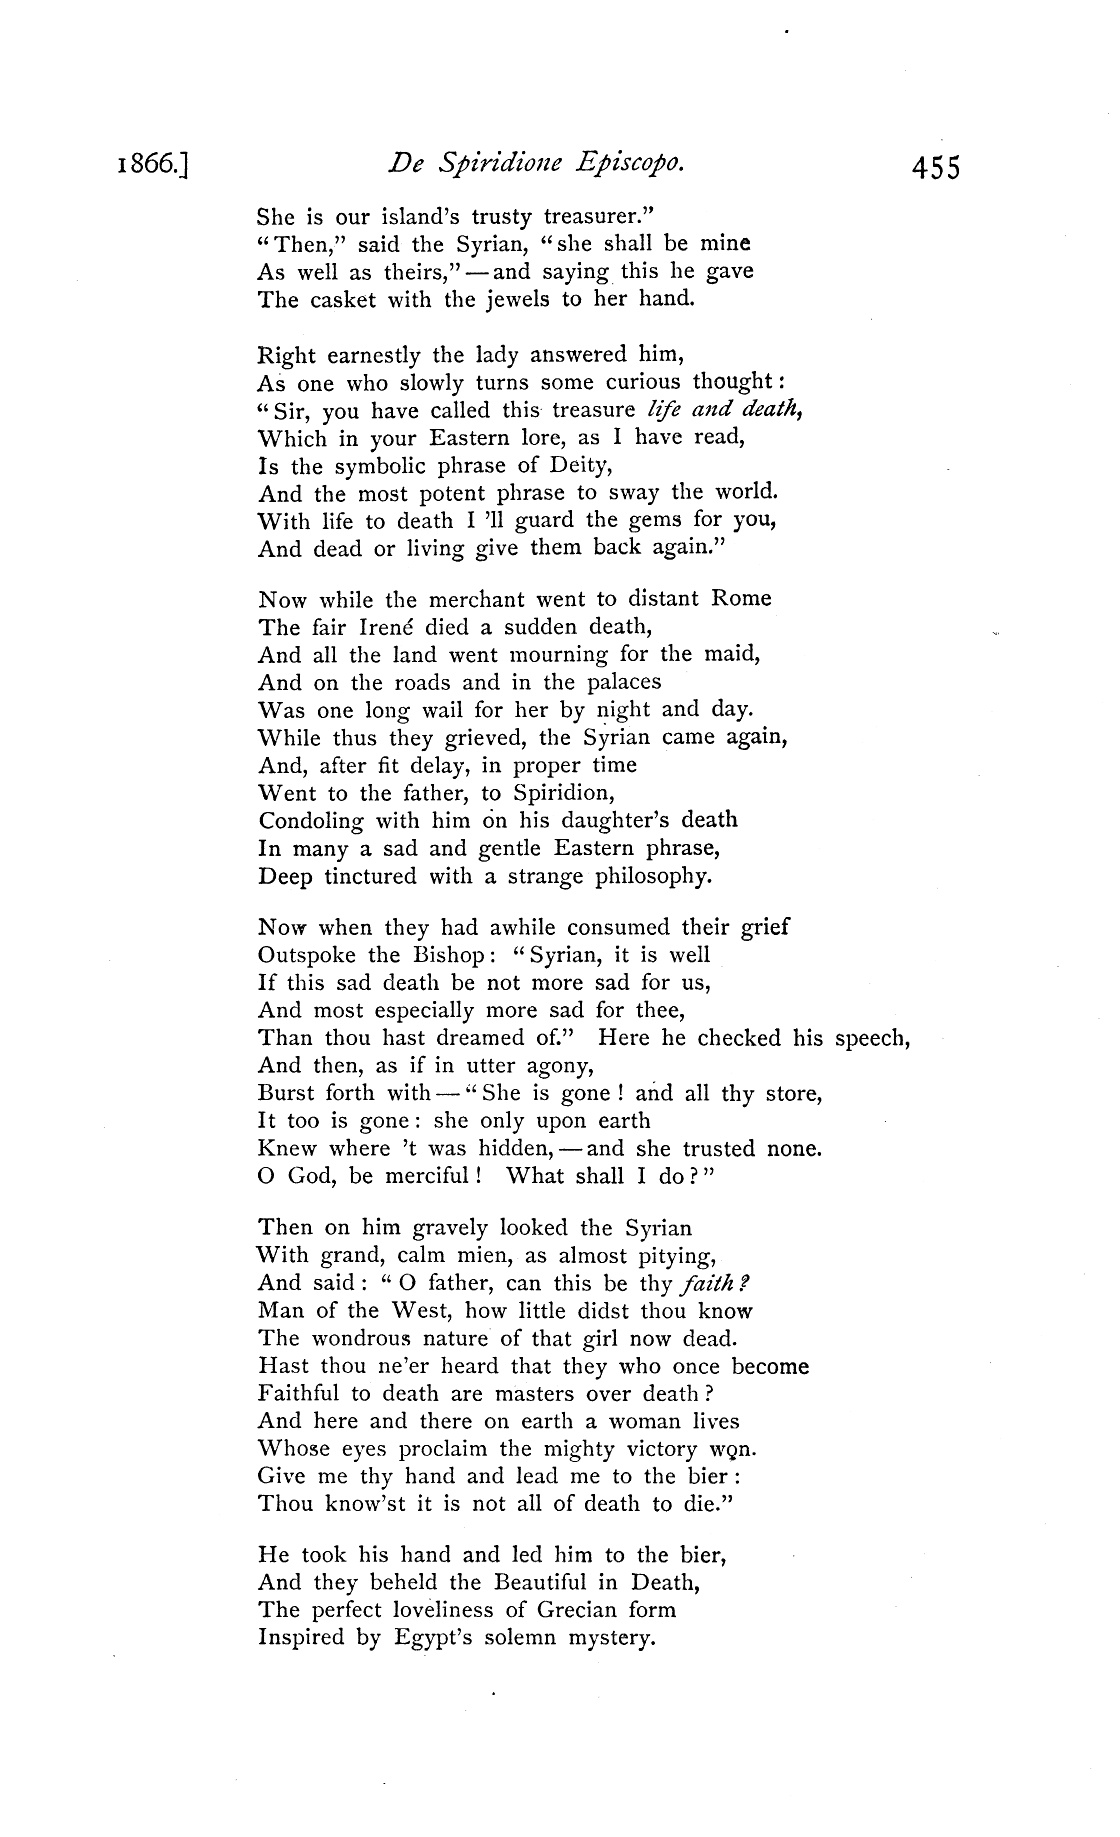 1866.] De Spiridione Episcopo. 455
She is our island's trusty treasurer."
"Then," said the Syrian, "she shall be mine
As well as theirs," — and saying this he gave
The casket with the jewels to her hand.

Right earnestly the lady answered him,
As one who slowly turns some curious thought:
"Sir, you have called this treasure life and death,
Which in your Eastern lore, as I have read,
Is the symbolic phrase of Deity,
And the most potent phrase to sway the world.
With life to death I 'll guard the gems for you,
And dead or living give them back again."

Now while the merchant went to distant Rome
The fair Irené died a sudden death,
And all the land went mourning for the maid,
And on the roads and in the palaces
Was one long wail for her by night and day.
While thus they grieved, the Syrian came again,
And, after fit delay, in proper time
Went to the father, to Spiridion,
Condoling with him on his daughter's death
In many a sad and gentle Eastern phrase,
Deep tinctured with a strange philosophy.

Now when they had awhile consumed their grief
Outspoke the Bishop: "Syrian, it is well
If this sad death be not more sad for us,
And most especially more sad for thee,
Than thou hast dreamed of." Here he checked his speech,
And then, as if in utter agony,
Burst forth with — "She is gone! and all thy store,
It too is gone: she only upon earth
Knew where 't was hidden, — and she trusted none.
O God, be merciful! What shall I do?"

Then on him gravely looked the Syrian
With grand, calm mien, as almost pitying,
And said: "O father, can this be thy faith?
Man of the West, how little didst thou know
The wondrous nature of that girl now dead.
Hast thou ne'er heard that they who once become
Faithful to death are masters over death?
And here and there on earth a woman lives
Whose eyes proclaim the mighty victory won.
Give me thy hand and lead me to the bier:
Thou know'st it is not all of death to die."

He took his hand and led him to the bier,
And they beheld the Beautiful in Death,
The perfect loveliness of Grecian form
Inspired by Egypt's solemn mystery.